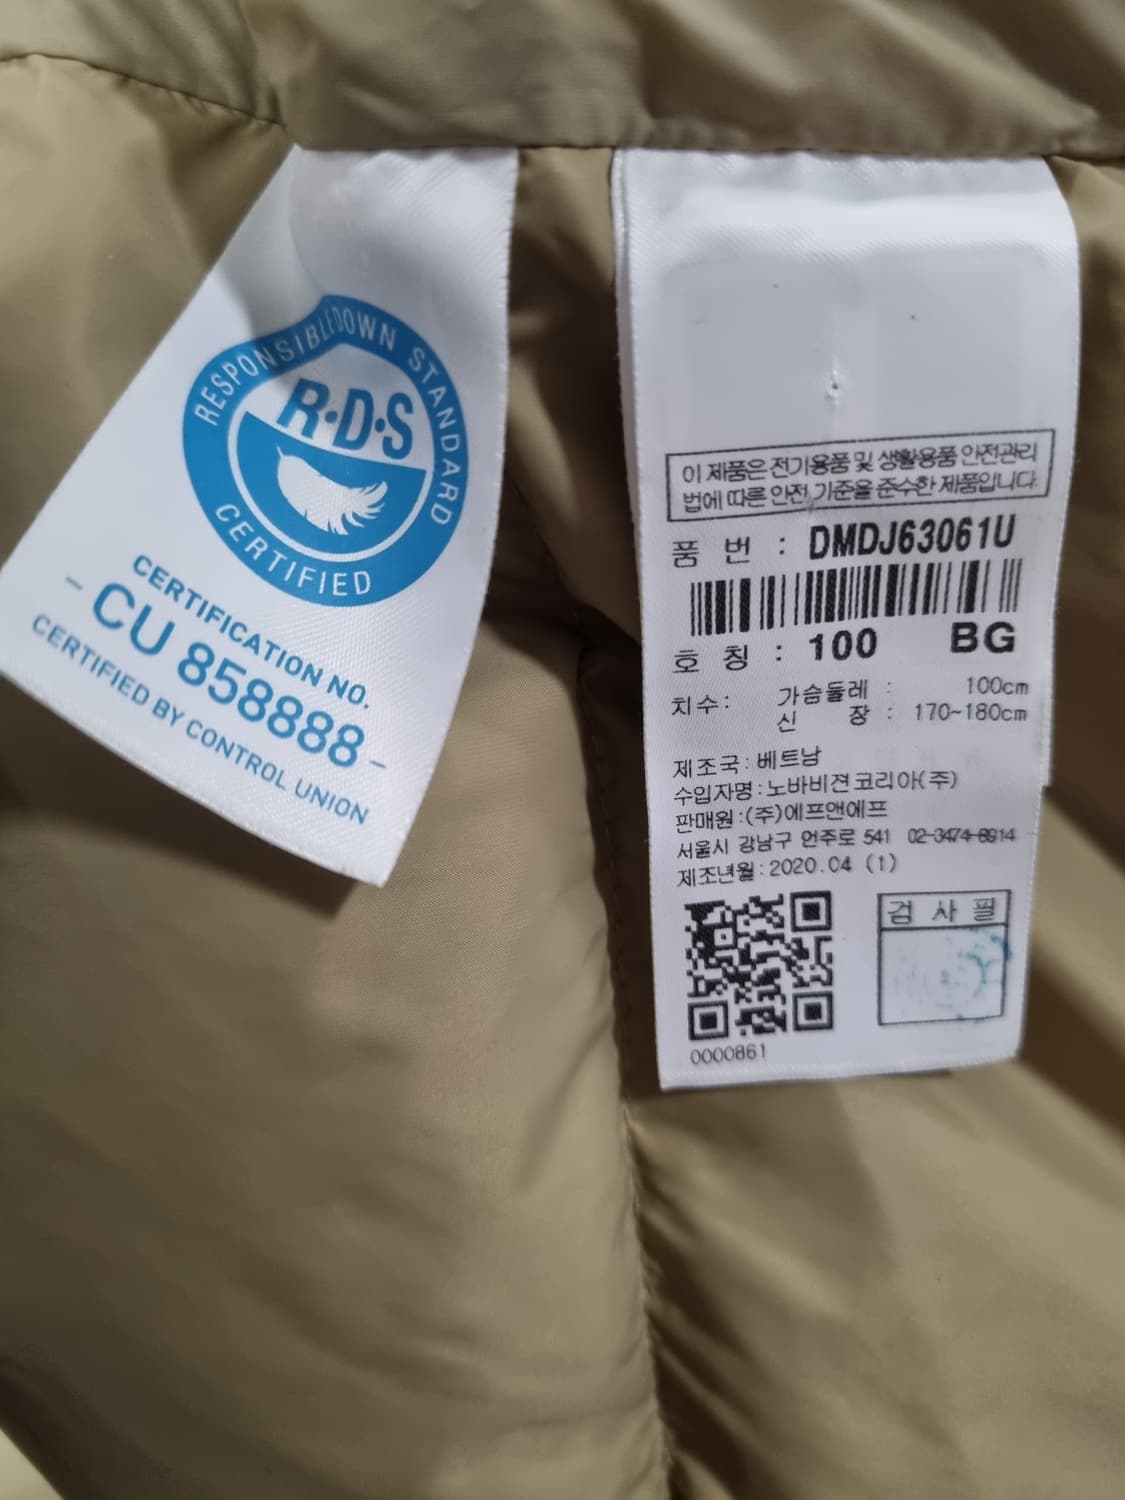 RESPONSIBLE DOWN STANDARD
R·D·S
CERTIFIED
CERTIFICATION NO.
- CU 858888 -
CERTIFIED BY CONTROL UNION
이 제품은 전기용품 및 생활용품 안전관리
법에 따른 안전 기준을 준수한 제품입니다.
품 번 : DMDJ63061U
호 칭 : 100 BG
치수: 가슴둘레 : 100cm
신 장 : 170~180cm
제조국:베트남
수입자명:노바비젼코리아(주)
판매원:(주)에프앤에프
서울시 강남구 언주로 541 02-3474-8914
제조년월:2020.04 (1)
검 사 필
0000861